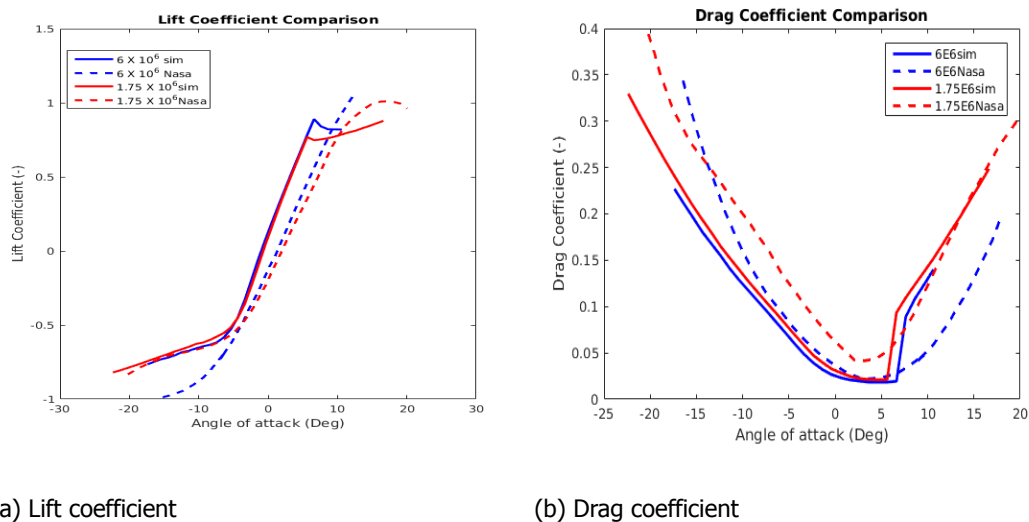 Lift Coefficient Comparison
1.5
1
0.5
0
-0.5
-1
-30
-20
-10
0
10
20
30
Lift Coefficient (-)
Angle of attack (Deg)
6 X 10⁶ sim
6 X 10⁶ Nasa
1.75 X 10⁶sim
1.75 X 10⁶Nasa
Drag Coefficient Comparison
0.4
0.35
0.3
0.25
0.2
0.15
0.1
0.05
0
-25
-20
-15
-10
-5
0
5
10
15
20
Drag Coefficient (-)
Angle of attack (Deg)
6E6sim
6E6Nasa
1.75E6sim
1.75E6Nasa
a) Lift coefficient
(b) Drag coefficient